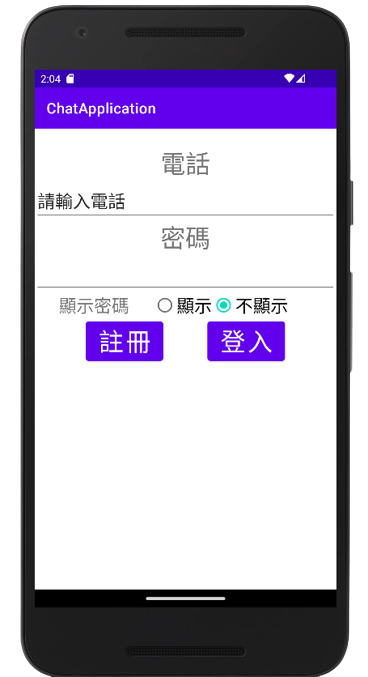 2:04
ChatApplication
電話
請輸入電話
密碼
顯示密碼 顯示 不顯示
註冊 登入